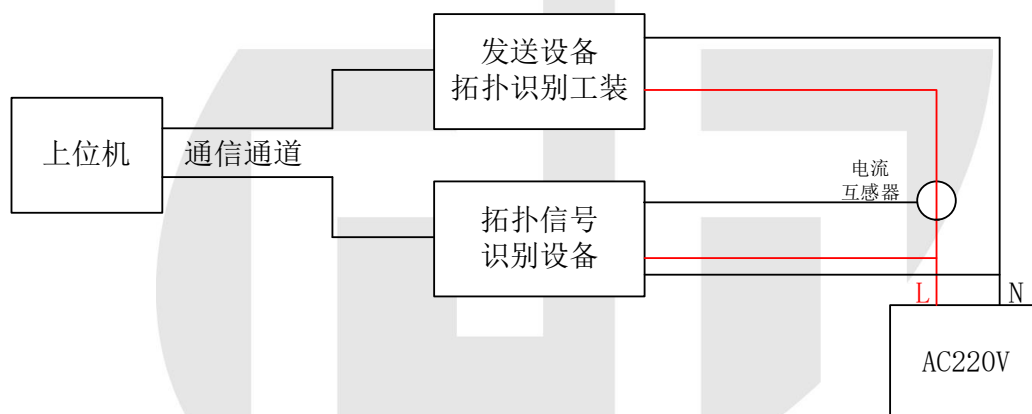 发送设备
拓扑识别工装
上位机
通信通道
电流
互感器
拓扑信号
识别设备
L
N
AC220V